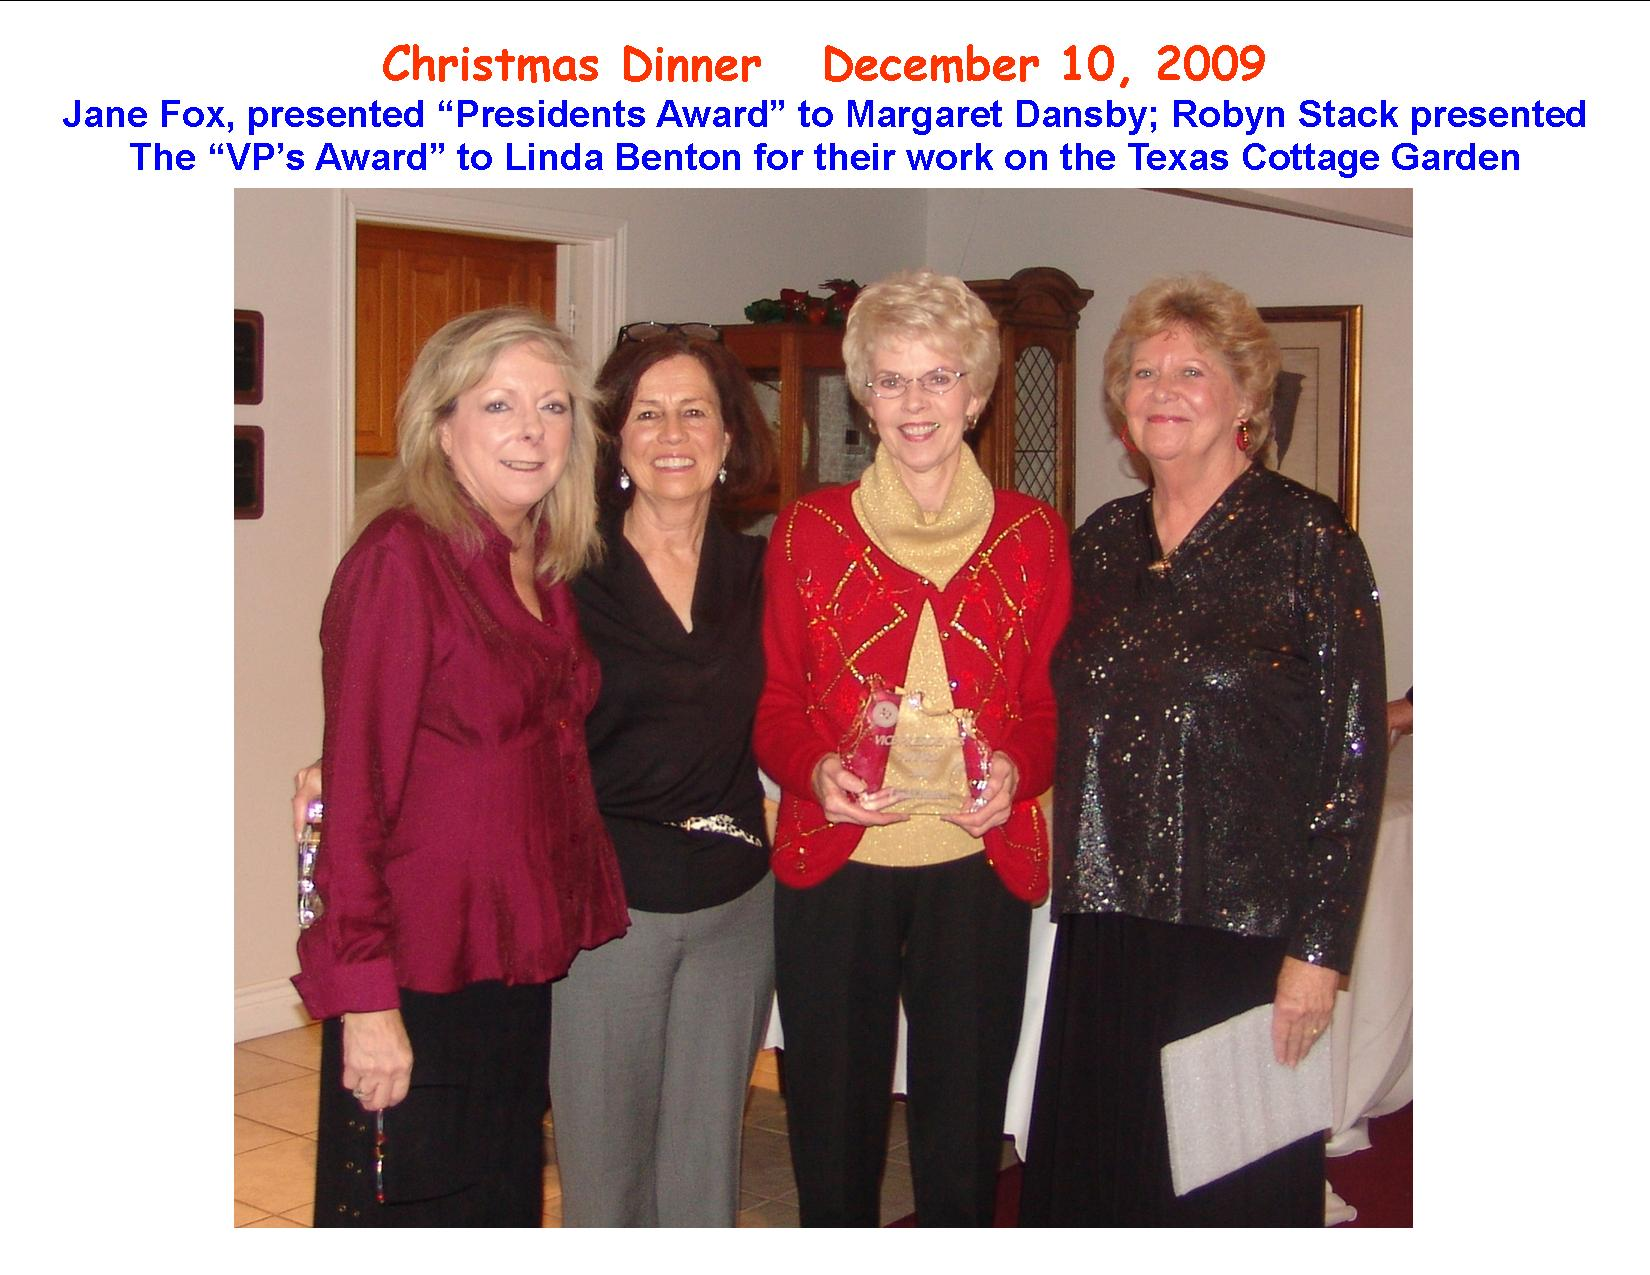 Christmas Dinner   December 10, 2009
Jane Fox, presented “Presidents Award” to Margaret Dansby; Robyn Stack presented
The “VP’s Award” to Linda Benton for their work on the Texas Cottage Garden